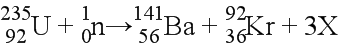 ²³⁵₉₂U + ¹₀n→¹⁴¹₅₆Ba + ⁹²₃₆Kr + 3X